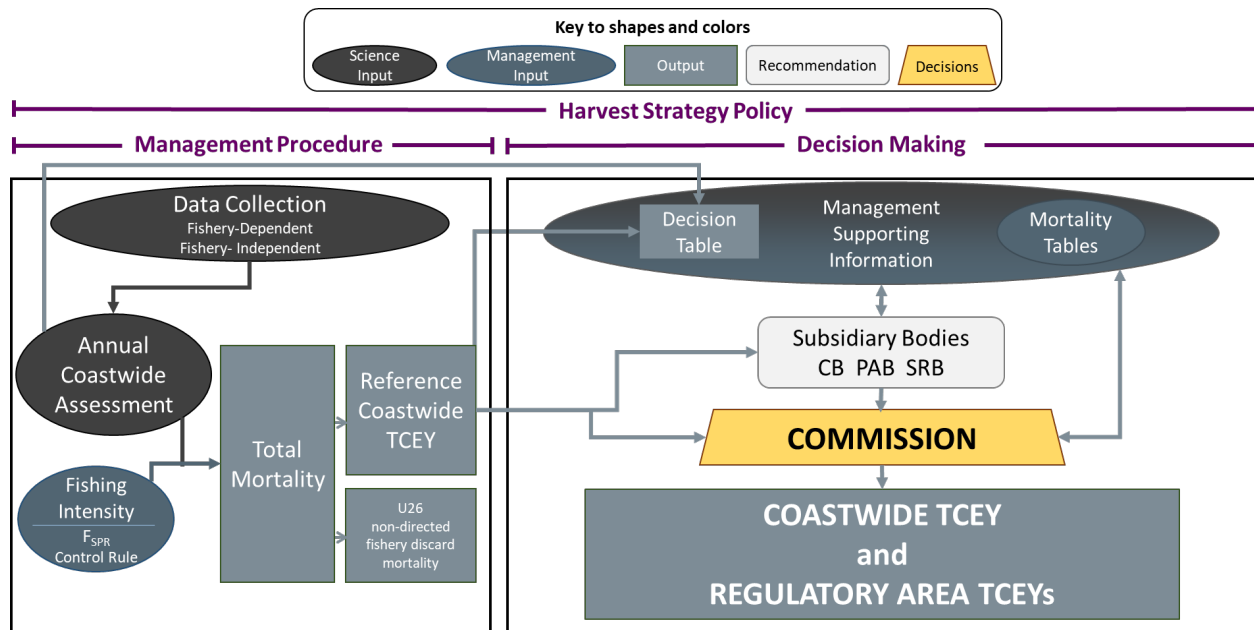 Key to shapes and colors
Science
Input
Management
Input
Output
Recommendation
Decisions
Harvest Strategy Policy
Management Procedure
Decision Making
Data Collection
Fishery-Dependent
Fishery- Independent
Annual
Coastwide
Assessment
Fishing
Intensity
FSPR
Control Rule
Total
Mortality
Reference
Coastwide
TCEY
U26
non-directed
fishery discard
mortality
Decision
Table
Management
Supporting
Information
Mortality
Tables
Subsidiary Bodies
CB PAB SRB
COMMISSION
COASTWIDE TCEY
and
REGULATORY AREA TCEYs